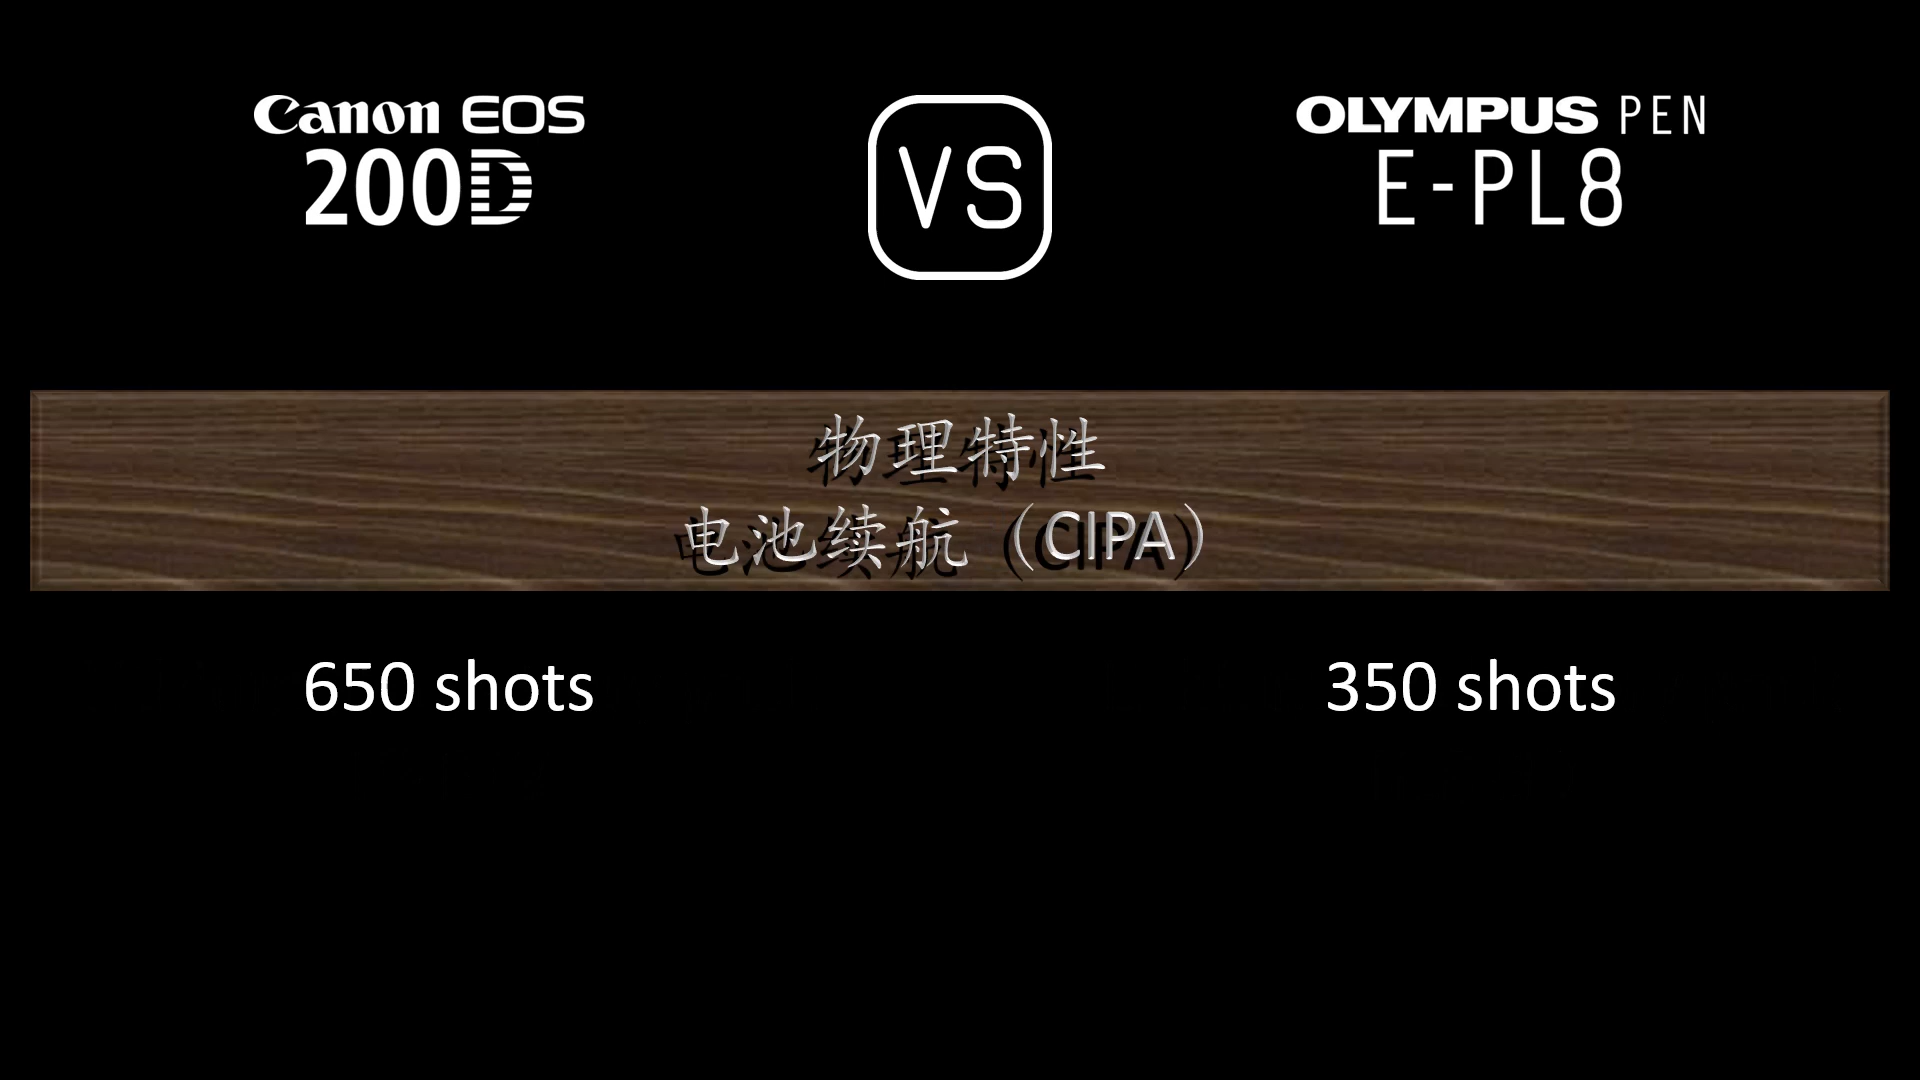 Canon EOS
200D
VS
OLYMPUS PEN
E-PL8
物理特性
电池续航（CIPA）
650 shots
350 shots